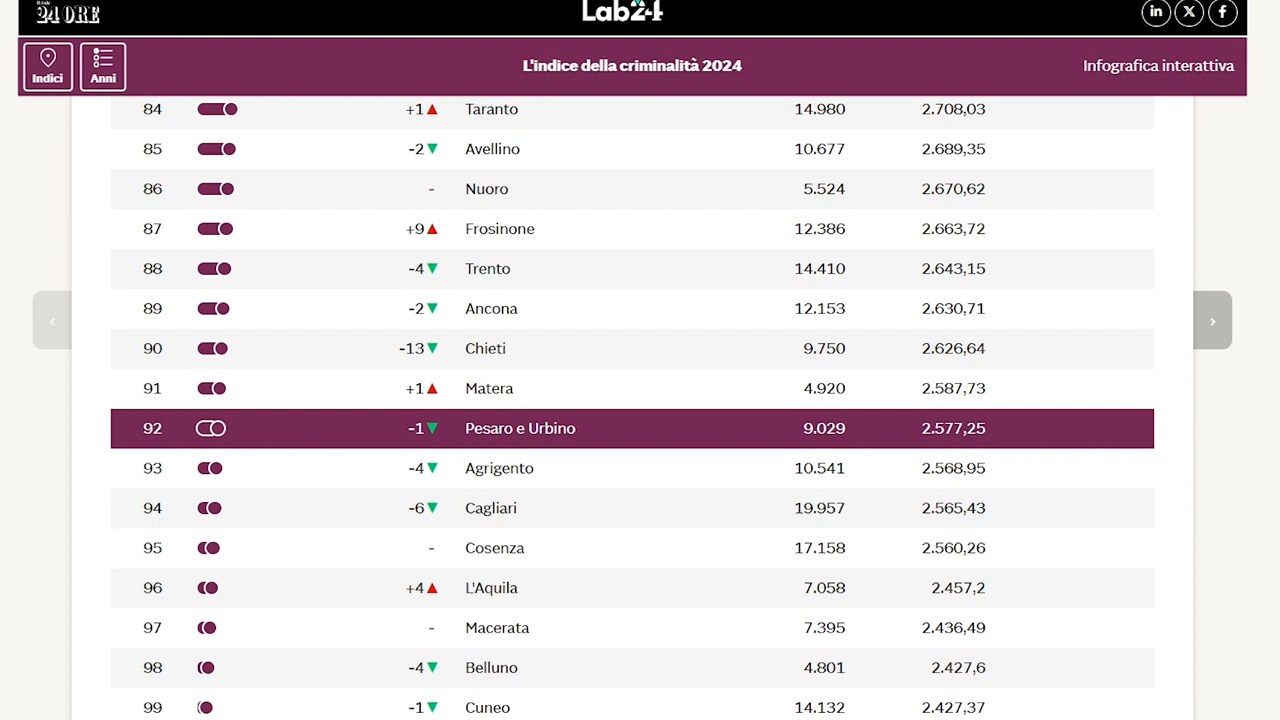 Il Sole
24 ORE Lab24 in X f
Indici Anni L'indice della criminalità 2024 Infografica interattiva
84 +1 Taranto 14.980 2.708,03
85 -2 Avellino 10.677 2.689,35
86 - Nuoro 5.524 2.670,62
87 +9 Frosinone 12.386 2.663,72
88 -4 Trento 14.410 2.643,15
89 -2 Ancona 12.153 2.630,71
90 -13 Chieti 9.750 2.626,64
91 +1 Matera 4.920 2.587,73
92 -1 Pesaro e Urbino 9.029 2.577,25
93 -4 Agrigento 10.541 2.568,95
94 -6 Cagliari 19.957 2.565,43
95 - Cosenza 17.158 2.560,26
96 +4 L'Aquila 7.058 2.457,2
97 - Macerata 7.395 2.436,49
98 -4 Belluno 4.801 2.427,6
99 -1 Cuneo 14.132 2.427,37